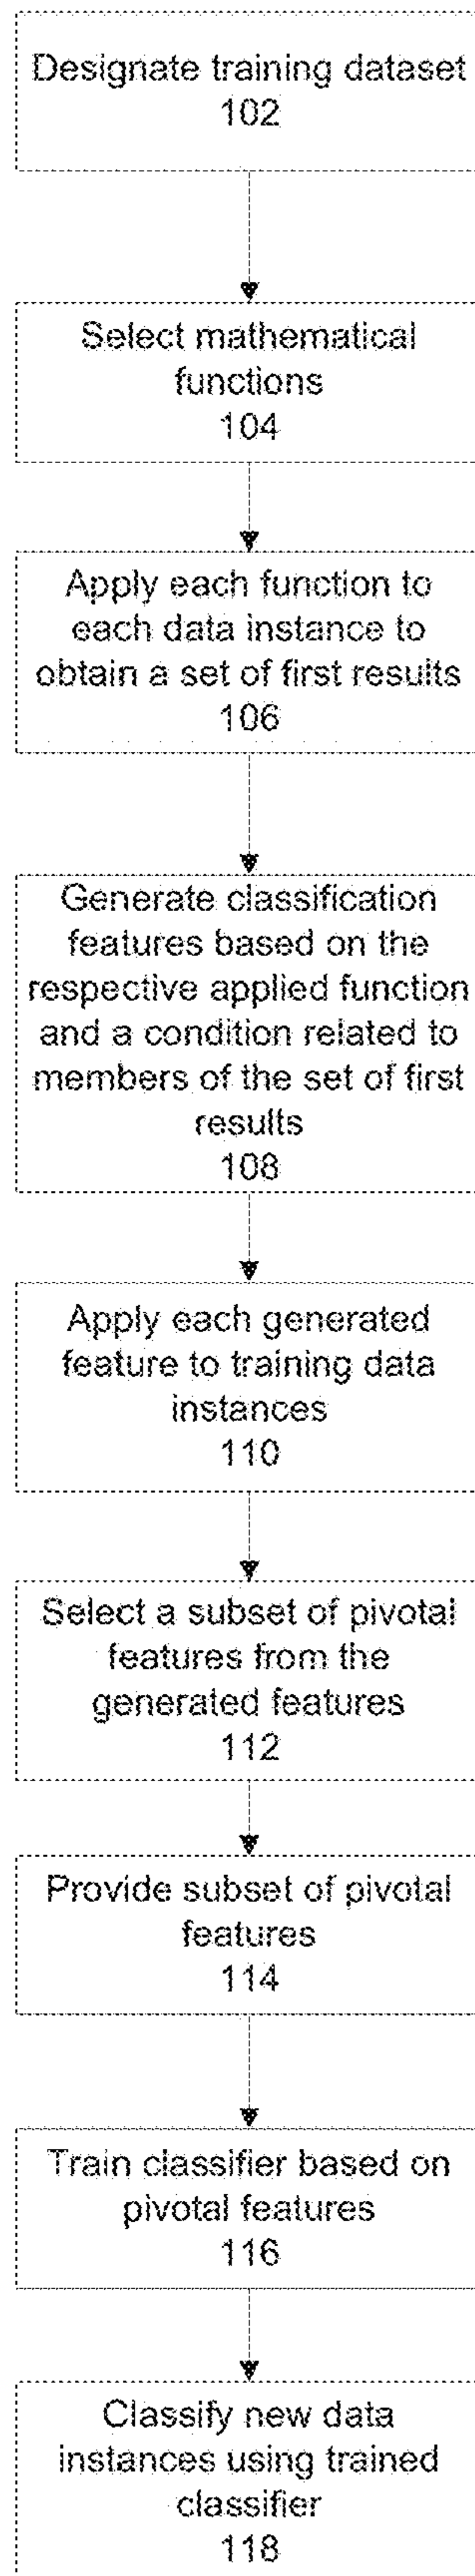 Designate training dataset
102
Select mathematical
functions
104
Apply each function to
each data instance to
obtain a set of first results
106
Generate classification
features based on the
respective applied function
and a condition related to
members of the set of first
results
108
Apply each generated
feature to training data
instances
110
Select a subset of pivotal
features from the
generated features
112
Provide subset of pivotal
features
114
Train classifier based on
pivotal features
116
Classify new data
instances using trained
classifier
118